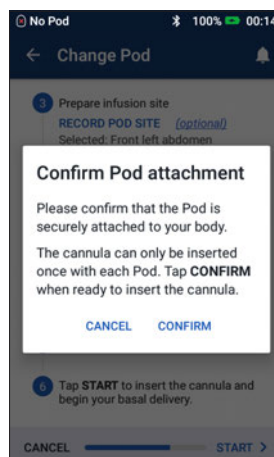 No Pod 100% 00:14
Change Pod
3 Prepare infusion site
RECORD POD SITE (optional)
Selected: Front left abdomen
Confirm Pod attachment
Please confirm that the Pod is
securely attached to your body.
The cannula can only be inserted
once with each Pod. Tap CONFIRM
when ready to insert the cannula.
CANCEL CONFIRM
6 Tap START to insert the cannula and
begin your basal delivery.
CANCEL START